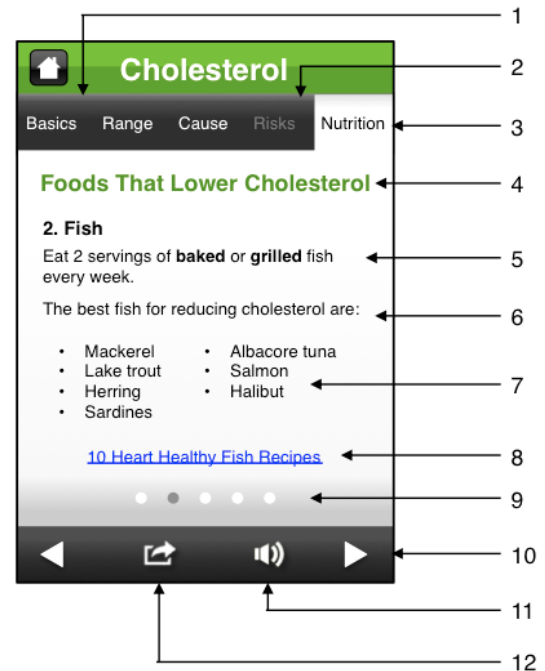 1
Cholesterol
2
Basics Range Cause Risks Nutrition
3
Foods That Lower Cholesterol
4
2. Fish
Eat 2 servings of baked or grilled fish
5
every week.
The best fish for reducing cholesterol are:
6
• Mackerel • Albacore tuna
• Lake trout • Salmon
• Herring • Halibut
7
• Sardines
10 Heart Healthy Fish Recipes
8
9
10
11
12